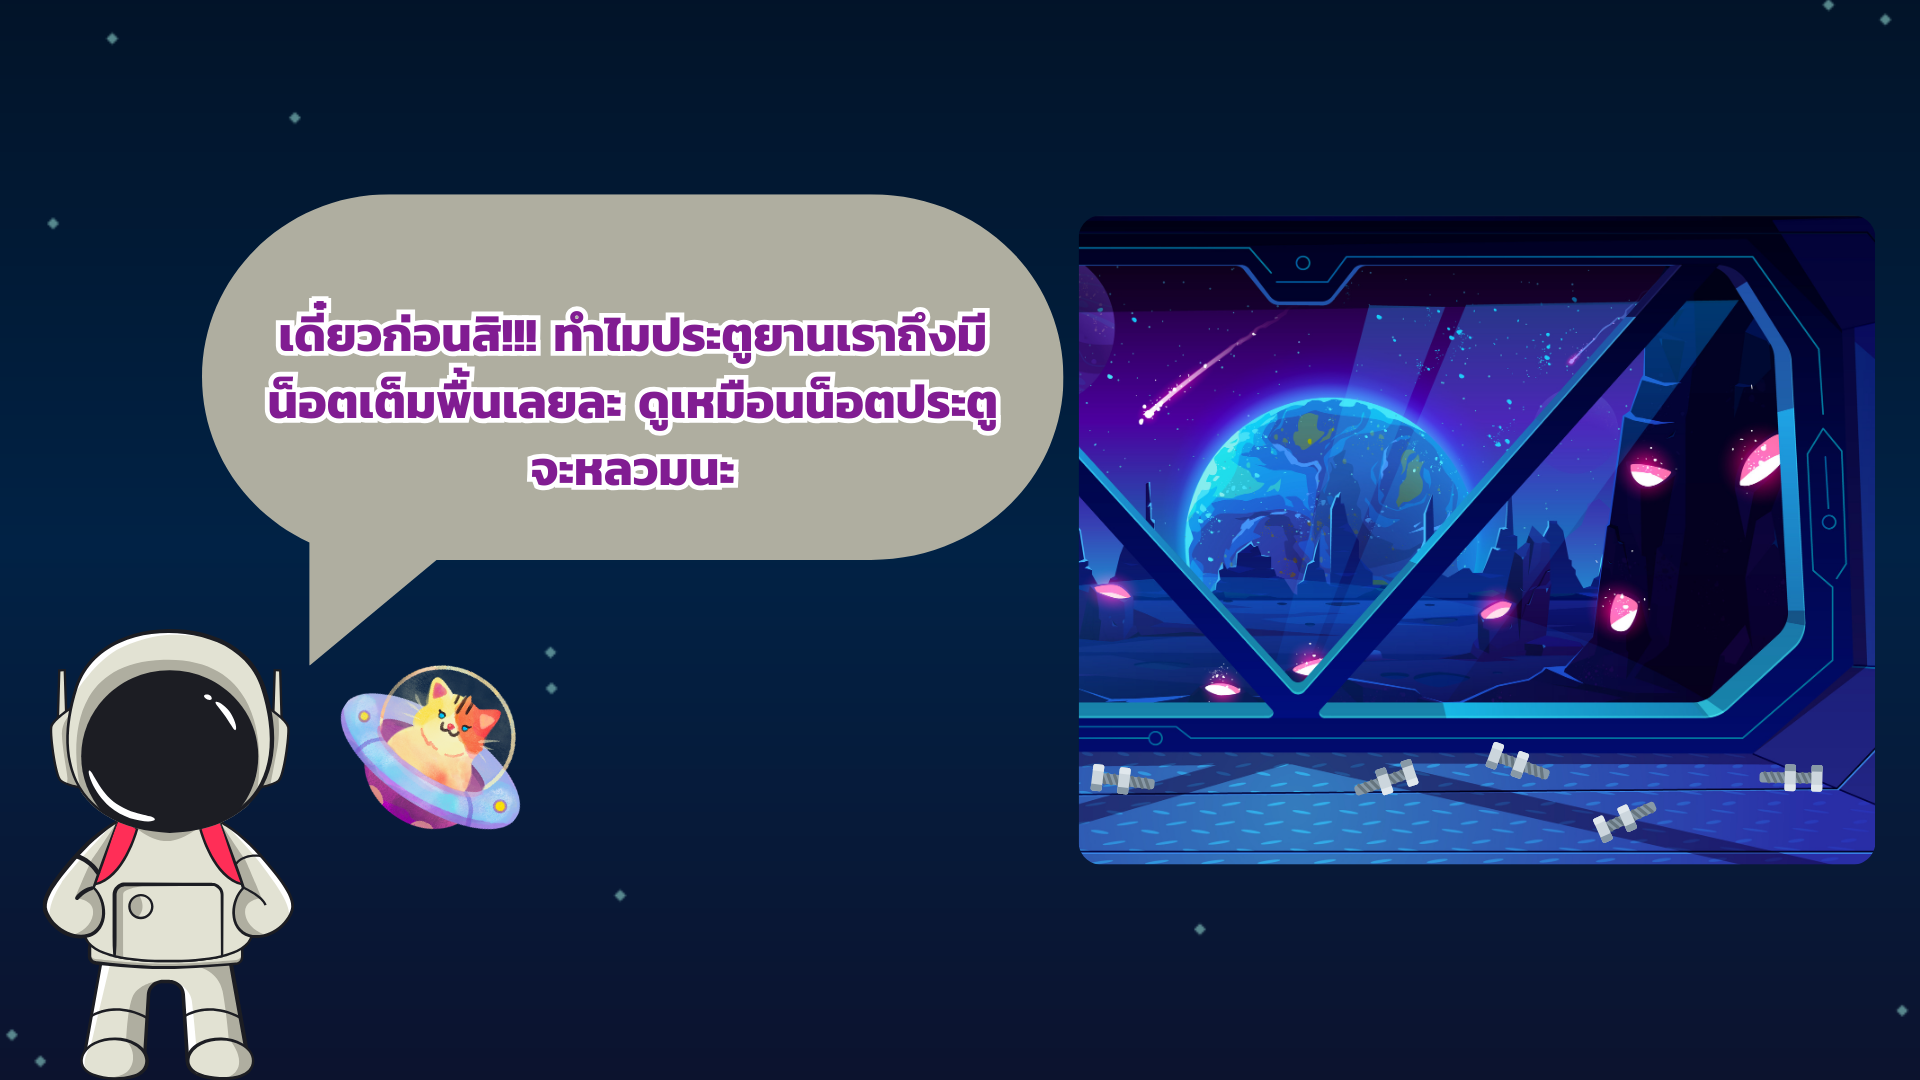 เดี๋ยวก่อนสิ!!! ทำไมประตูยานเราถึงมี
น็อตเต็มพื้นเลยละ ดูเหมือนน็อตประตู
จะหลวมนะ